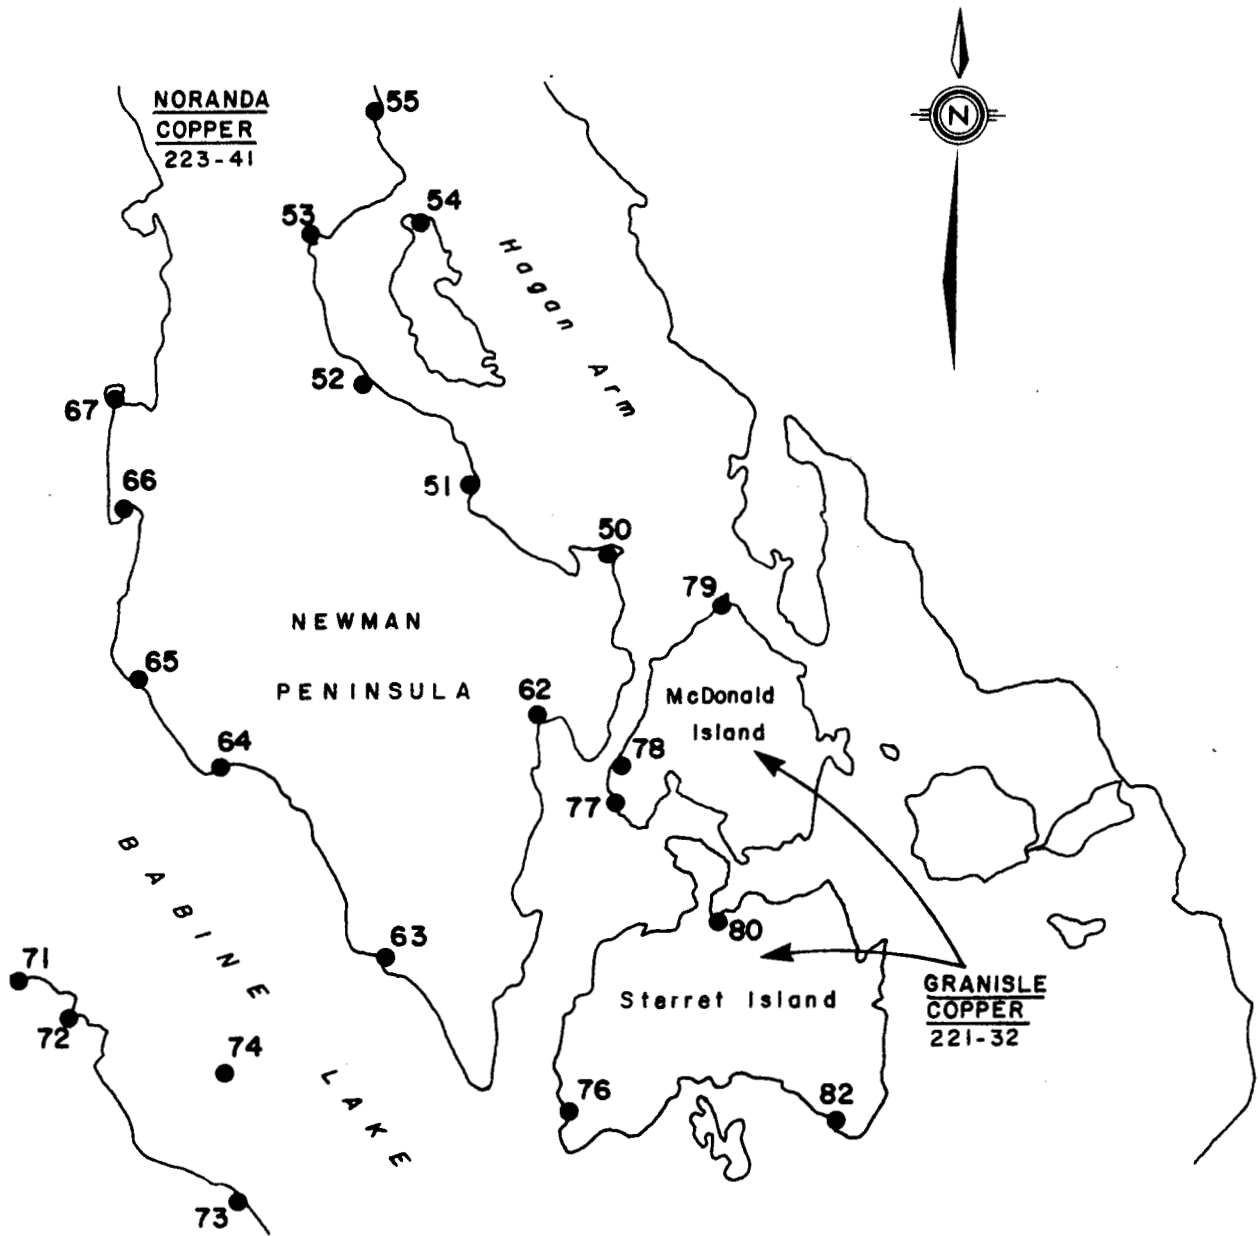 NORANDA
COPPER
223-41
55
N
53
54
Hagan Arm
52
67
66
51
50
79
NEWMAN
PENINSULA
65
62
McDonald
Island
64
78
77
BABINE LAKE
63
80
71
72
74
Sterret Island
GRANISLE
COPPER
221-32
76
82
73